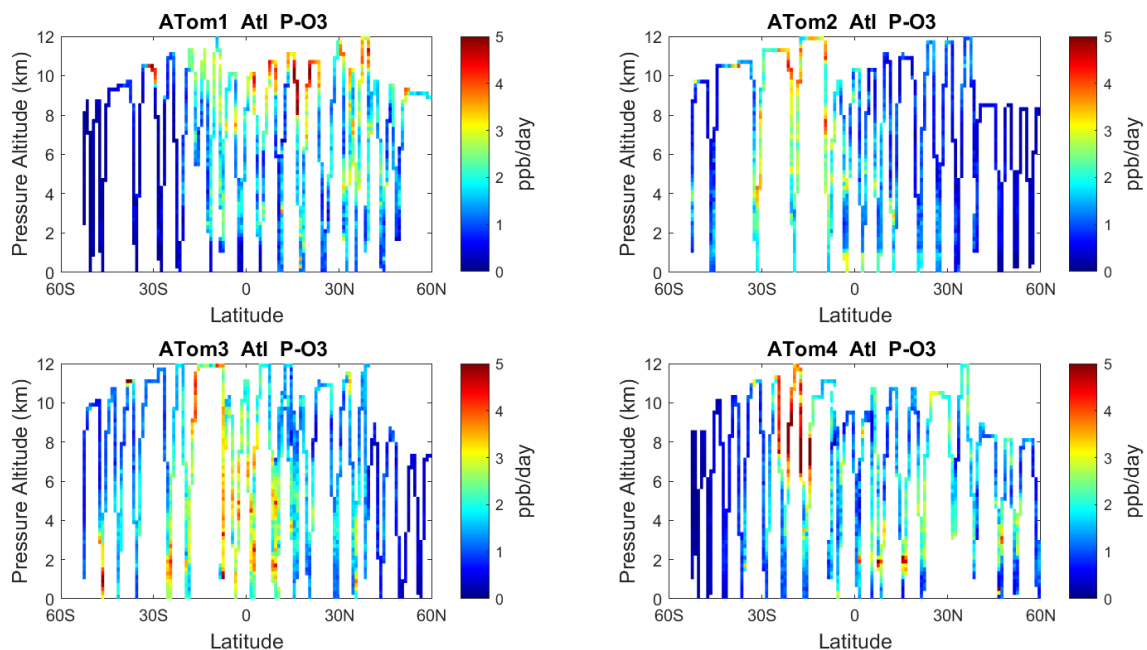 ATom1 Atl P-O3
12
10
8
6
4
2
0
Pressure Altitude (km)
60S 30S 0 30N 60N
Latitude
5
4
3
2
1
0
ppb/day
ATom2 Atl P-O3
12
10
8
6
4
2
0
Pressure Altitude (km)
60S 30S 0 30N 60N
Latitude
5
4
3
2
1
0
ppb/day
ATom3 Atl P-O3
12
10
8
6
4
2
0
Pressure Altitude (km)
60S 30S 0 30N 60N
Latitude
5
4
3
2
1
0
ppb/day
ATom4 Atl P-O3
12
10
8
6
4
2
0
Pressure Altitude (km)
60S 30S 0 30N 60N
Latitude
5
4
3
2
1
0
ppb/day